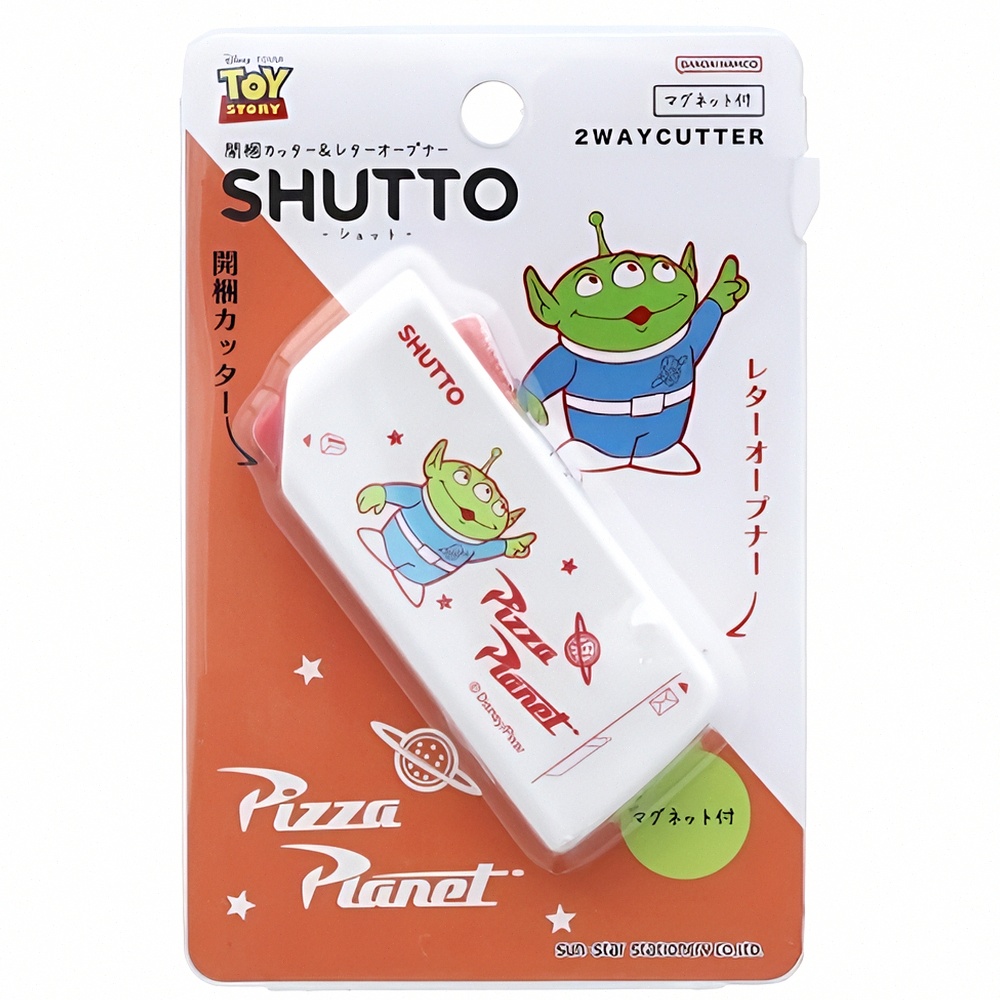 TOY
STORY
BANDAI NAMCO
マグネット付
2WAYCUTTER
開梱カッター&レターオープナー
SHUTTO
-シュット-
開梱カッター
レターオープナー
SHUTTO
Pizza
Planet
Pizza
Planet
マグネット付
SUN-STAR STATIONERY CO.,LTD.